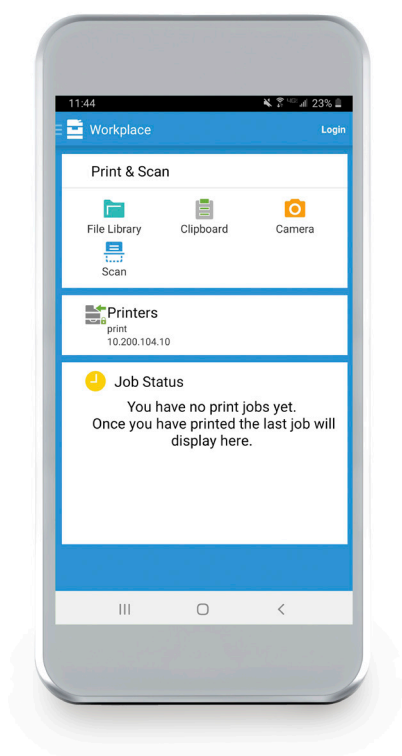 11:44
23%
Workplace
Login
Print & Scan
File Library
Clipboard
Camera
Scan
Printers
print
10.200.104.10
Job Status
You have no print jobs yet.
Once you have printed the last job will
display here.